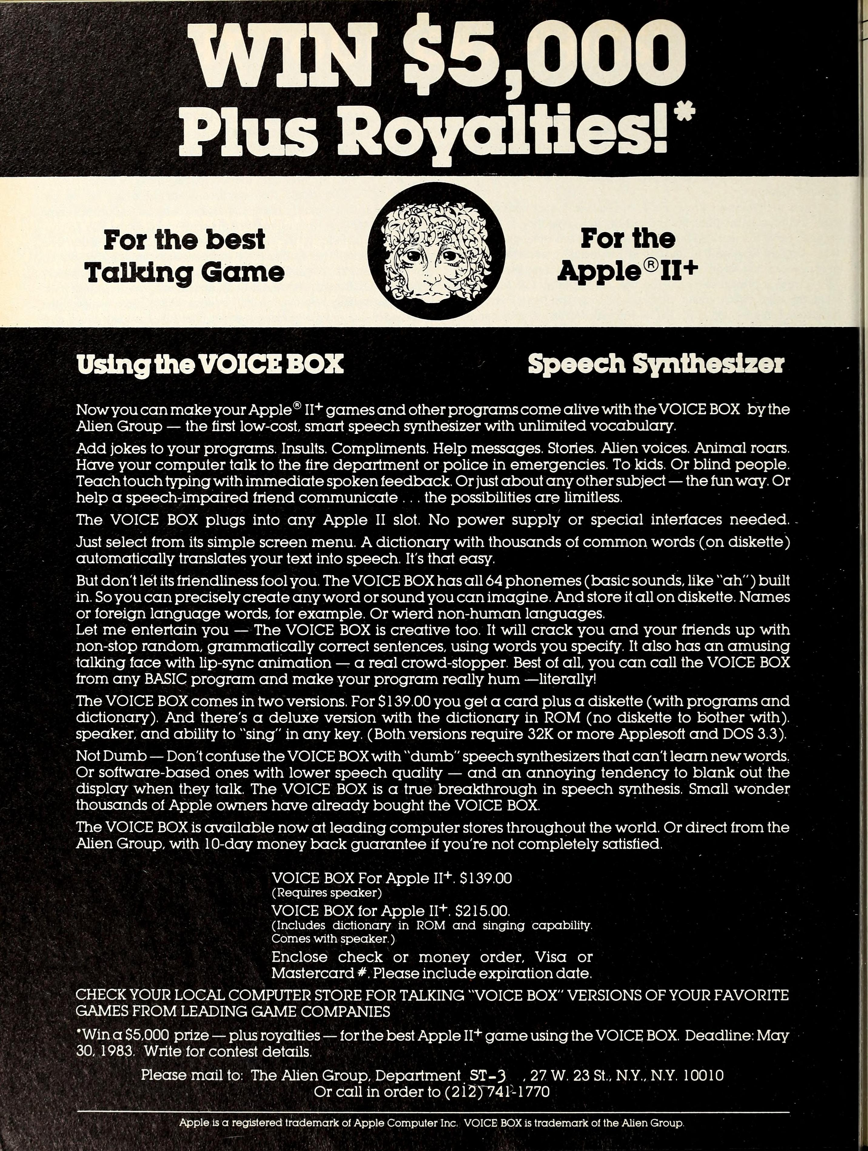 WIN $5,000
Plus Royalties!*
For the best
Talking Game
For the
Apple®II+
Using the VOICE BOX
Speech Synthesizer
Now you can make your Apple® II+ games and other programs come alive with the VOICE BOX by the
Alien Group — the first low-cost, smart speech synthesizer with unlimited vocabulary.
Add jokes to your programs. Insults. Compliments. Help messages. Stories. Alien voices. Animal roars.
Have your computer talk to the fire department or police in emergencies. To kids. Or blind people.
Teach touch typing with immediate spoken feedback. Or just about any other subject — the fun way. Or
help a speech-impaired friend communicate . . . the possibilities are limitless.
The VOICE BOX plugs into any Apple II slot. No power supply or special interfaces needed.
Just select from its simple screen menu. A dictionary with thousands of common words (on diskette)
automatically translates your text into speech. It's that easy.
But don't let its friendliness fool you. The VOICE BOX has all 64 phonemes (basic sounds, like "ah") built
in. So you can precisely create any word or sound you can imagine. And store it all on diskette. Names
or foreign language words, for example. Or wierd non-human languages.
Let me entertain you — The VOICE BOX is creative too. It will crack you and your friends up with
non-stop random, grammatically correct sentences, using words you specify. It also has an amusing
talking face with lip-sync animation — a real crowd-stopper. Best of all, you can call the VOICE BOX
from any BASIC program and make your program really hum —literally!
The VOICE BOX comes in two versions. For $139.00 you get a card plus a diskette (with programs and
dictionary). And there's a deluxe version with the dictionary in ROM (no diskette to bother with),
speaker, and ability to "sing" in any key. (Both versions require 32K or more Applesoft and DOS 3.3).
Not Dumb — Don't confuse the VOICE BOX with "dumb" speech synthesizers that can't learn new words.
Or software-based ones with lower speech quality — and an annoying tendency to blank out the
display when they talk. The VOICE BOX is a true breakthrough in speech synthesis. Small wonder
thousands of Apple owners have already bought the VOICE BOX.
The VOICE BOX is available now at leading computer stores throughout the world. Or direct from the
Alien Group, with 10-day money back guarantee if you're not completely satisfied.
VOICE BOX For Apple II+. $139.00
(Requires speaker)
VOICE BOX for Apple II+. $215.00.
(Includes dictionary in ROM and singing capability.
Comes with speaker.)
Enclose check or money order, Visa or
Mastercard #. Please include expiration date.
CHECK YOUR LOCAL COMPUTER STORE FOR TALKING "VOICE BOX" VERSIONS OF YOUR FAVORITE
GAMES FROM LEADING GAME COMPANIES
*Win a $5,000 prize — plus royalties — for the best Apple II+ game using the VOICE BOX. Deadline: May
30, 1983. Write for contest details.
Please mail to: The Alien Group, Department ST-3 , 27 W. 23 St., N.Y., N.Y. 10010
Or call in order to (212) 741-1770
Apple is a registered trademark of Apple Computer Inc. VOICE BOX is trademark of the Alien Group.